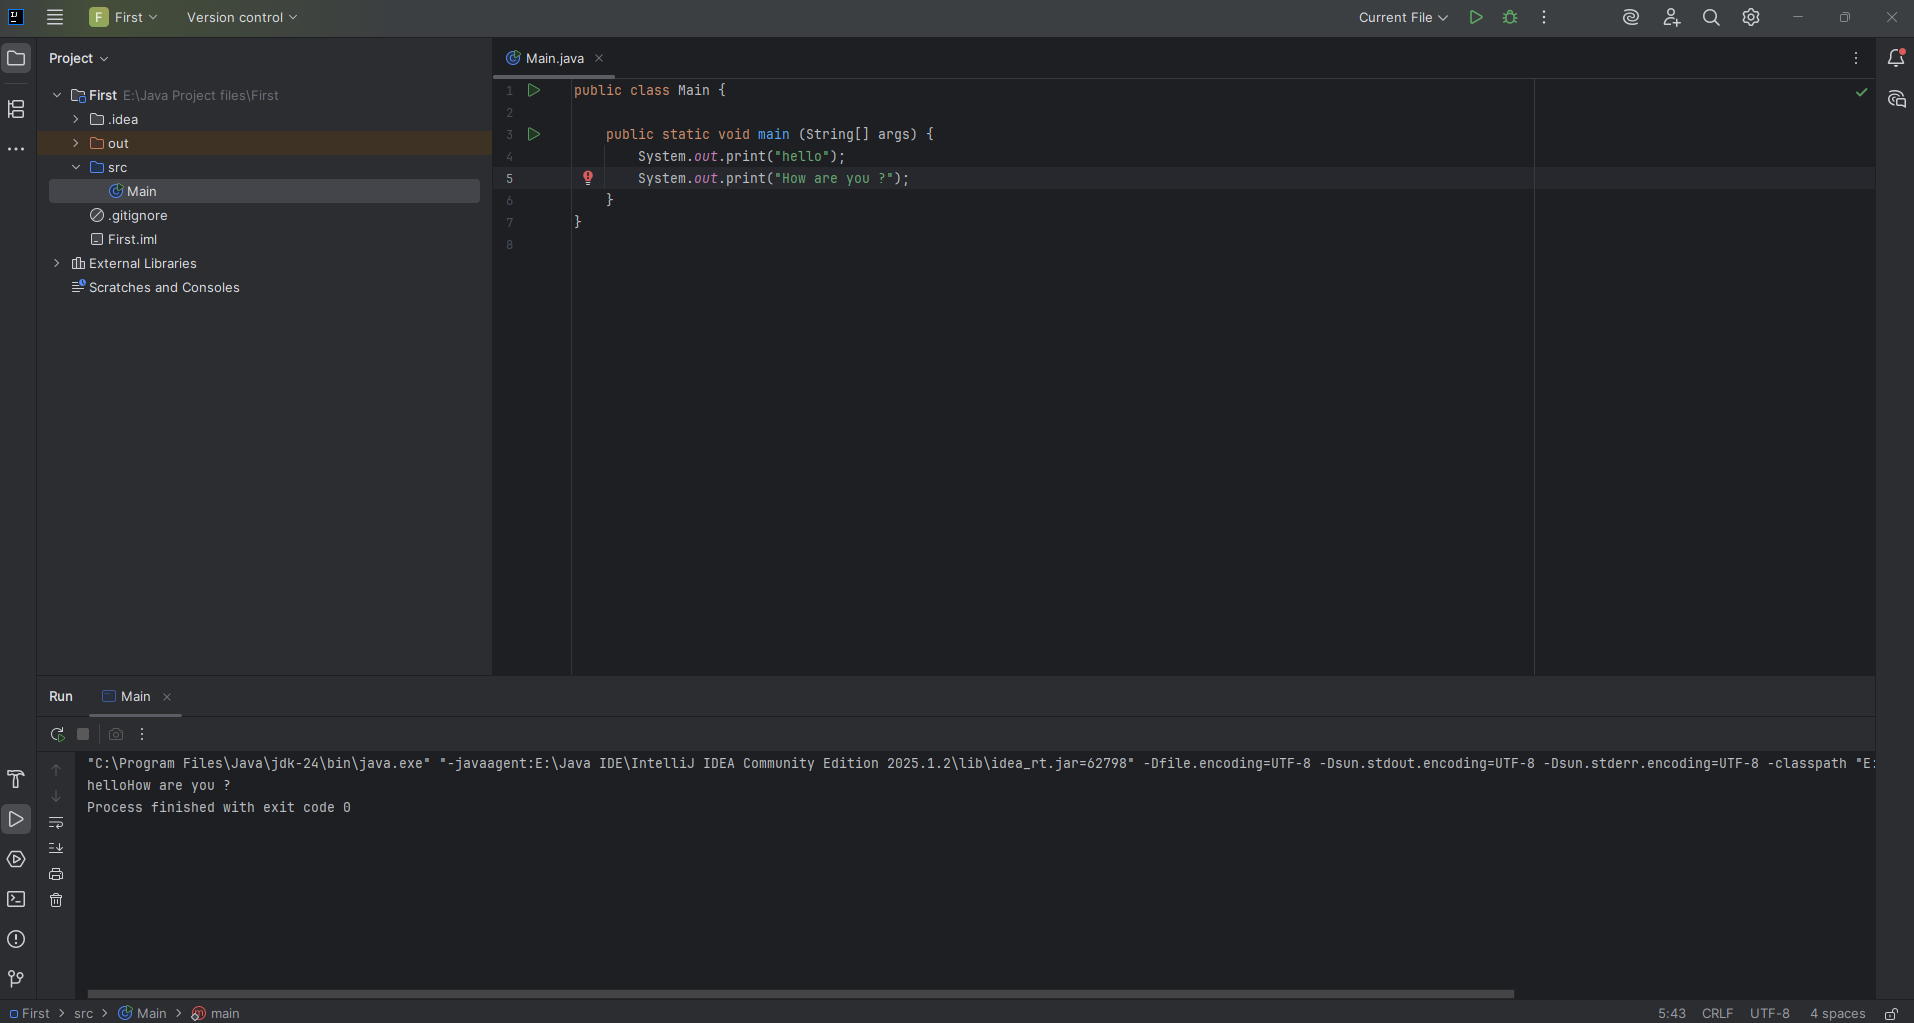 F First Version control Current File
Project
Main.java
First E:\Java Project files\First
.idea
out
src
Main
.gitignore
First.iml
External Libraries
Scratches and Consoles
1 public class Main {
2
3 public static void main (String[] args) {
4 System.out.print("hello");
5 System.out.print("How are you ?");
6 }
7 }
8
Run Main
"C:\Program Files\Java\jdk-24\bin\java.exe" "-javaagent:E:\Java IDE\IntelliJ IDEA Community Edition 2025.1.2\lib\idea_rt.jar=62798" -Dfile.encoding=UTF-8 -Dsun.stdout.encoding=UTF-8 -Dsun.stderr.encoding=UTF-8 -classpath "E:
helloHow are you ?
Process finished with exit code 0
First > src > Main > main 5:43 CRLF UTF-8 4 spaces